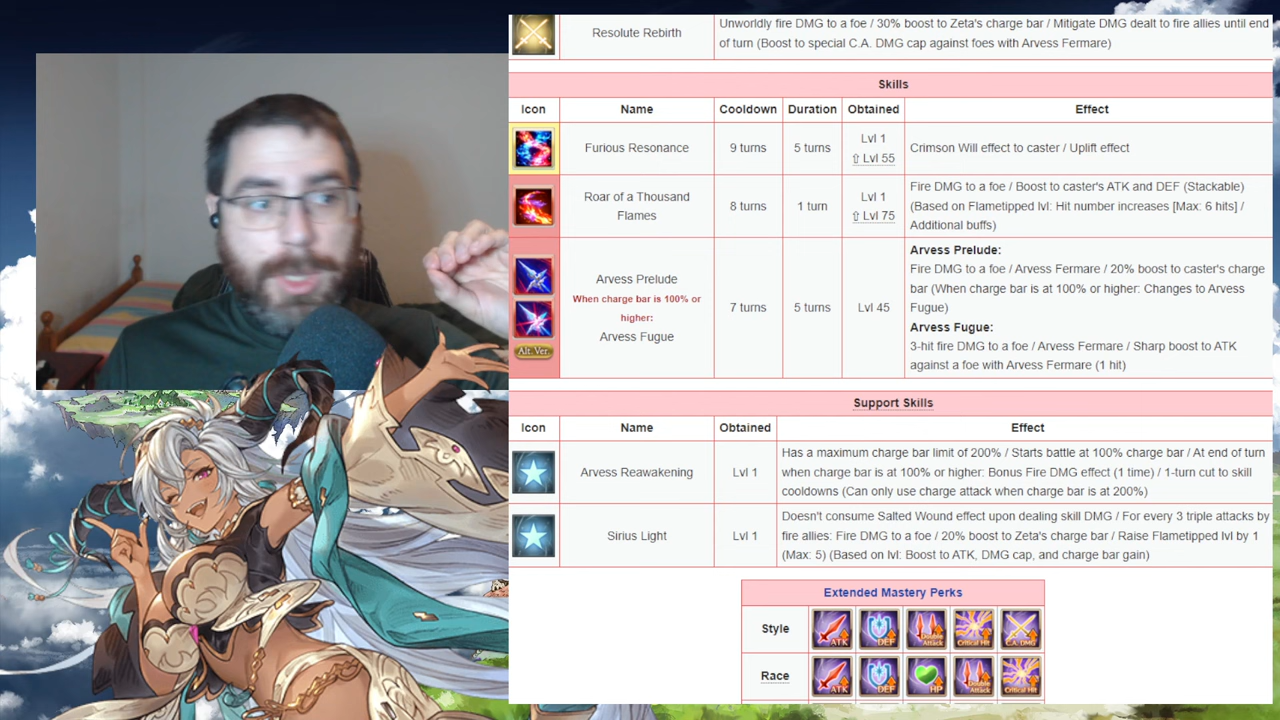 Unworldly fire DMG to a foe / 30% boost to Zeta's charge bar / Mitigate DMG dealt to fire allies until end
Resolute Rebirth
of turn (Boost to special C.A. DMG cap against foes with Arvess Fermare)
Skills
Icon Name Cooldown Duration Obtained Effect
Furious Resonance 9 turns 5 turns Lvl 1
⇧ Lvl 55
Crimson Will effect to caster / Uplift effect
Roar of a Thousand
Flames
8 turns 1 turn Lvl 1
⇧ Lvl 75
Fire DMG to a foe / Boost to caster's ATK and DEF (Stackable)
(Based on Flametipped lvl: Hit number increases [Max: 6 hits] /
Additional buffs)
Alt. Ver.
Arvess Prelude
When charge bar is 100% or
higher:
Arvess Fugue
7 turns 5 turns Lvl 45
Arvess Prelude:
Fire DMG to a foe / Arvess Fermare / 20% boost to caster's charge
bar (When charge bar is at 100% or higher: Changes to Arvess
Fugue)
Arvess Fugue:
3-hit fire DMG to a foe / Arvess Fermare / Sharp boost to ATK
against a foe with Arvess Fermare (1 hit)
Support Skills
Icon Name Obtained Effect
Arvess Reawakening Lvl 1
Has a maximum charge bar limit of 200% / Starts battle at 100% charge bar / At end of turn
when charge bar is at 100% or higher: Bonus Fire DMG effect (1 time) / 1-turn cut to skill
cooldowns (Can only use charge attack when charge bar is at 200%)
Sirius Light Lvl 1
Doesn't consume Salted Wound effect upon dealing skill DMG / For every 3 triple attacks by
fire allies: Fire DMG to a foe / 20% boost to Zeta's charge bar / Raise Flametipped lvl by 1
(Max: 5) (Based on lvl: Boost to ATK, DMG cap, and charge bar gain)
Extended Mastery Perks
Style ATK DEF Double Attack Critical Hit C.A. DMG
Race ATK DEF HP Double Attack Critical Hit